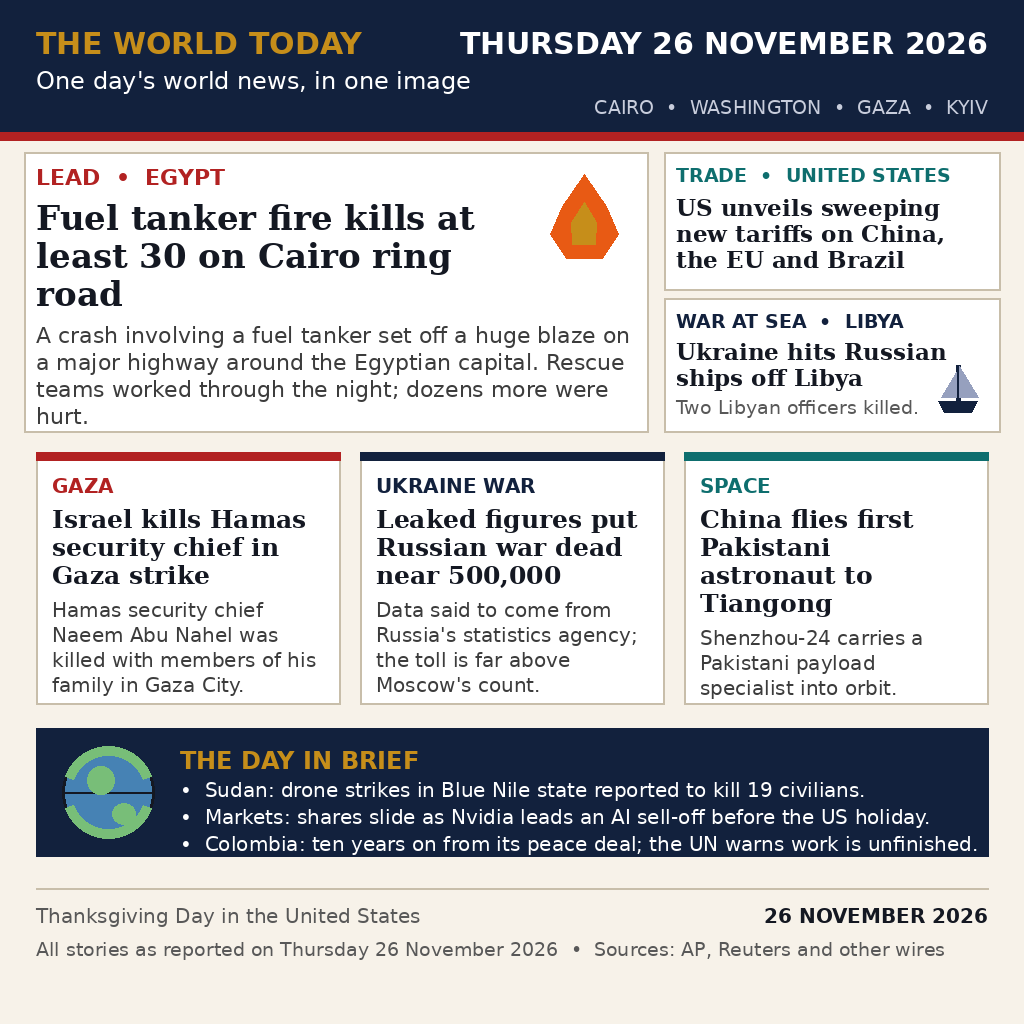 THE WORLD TODAY
THURSDAY 26 NOVEMBER 2026
One day's world news, in one image
CAIRO • WASHINGTON • GAZA • KYIV
LEAD • EGYPT
Fuel tanker fire kills at
least 30 on Cairo ring
road
A crash involving a fuel tanker set off a huge blaze on
a major highway around the Egyptian capital. Rescue
teams worked through the night; dozens more were
hurt.
TRADE • UNITED STATES
US unveils sweeping
new tariffs on China,
the EU and Brazil
WAR AT SEA • LIBYA
Ukraine hits Russian
ships off Libya
Two Libyan officers killed.
GAZA
Israel kills Hamas
security chief in
Gaza strike
Hamas security chief
Naeem Abu Nahel was
killed with members of his
family in Gaza City.
UKRAINE WAR
Leaked figures put
Russian war dead
near 500,000
Data said to come from
Russia's statistics agency;
the toll is far above
Moscow's count.
SPACE
China flies first
Pakistani
astronaut to
Tiangong
Shenzhou-24 carries a
Pakistani payload
specialist into orbit.
THE DAY IN BRIEF
• Sudan: drone strikes in Blue Nile state reported to kill 19 civilians.
• Markets: shares slide as Nvidia leads an AI sell-off before the US holiday.
• Colombia: ten years on from its peace deal; the UN warns work is unfinished.
Thanksgiving Day in the United States
26 NOVEMBER 2026
All stories as reported on Thursday 26 November 2026 • Sources: AP, Reuters and other wires